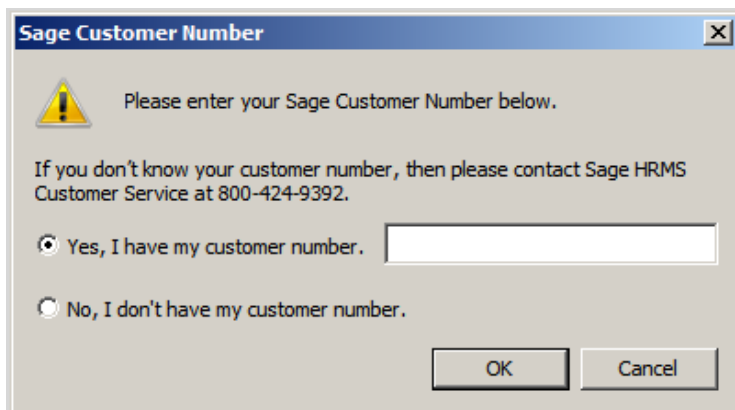 Sage Customer Number
Please enter your Sage Customer Number below.
If you don't know your customer number, then please contact Sage HRMS
Customer Service at 800-424-9392.
Yes, I have my customer number.
No, I don't have my customer number.
OK Cancel